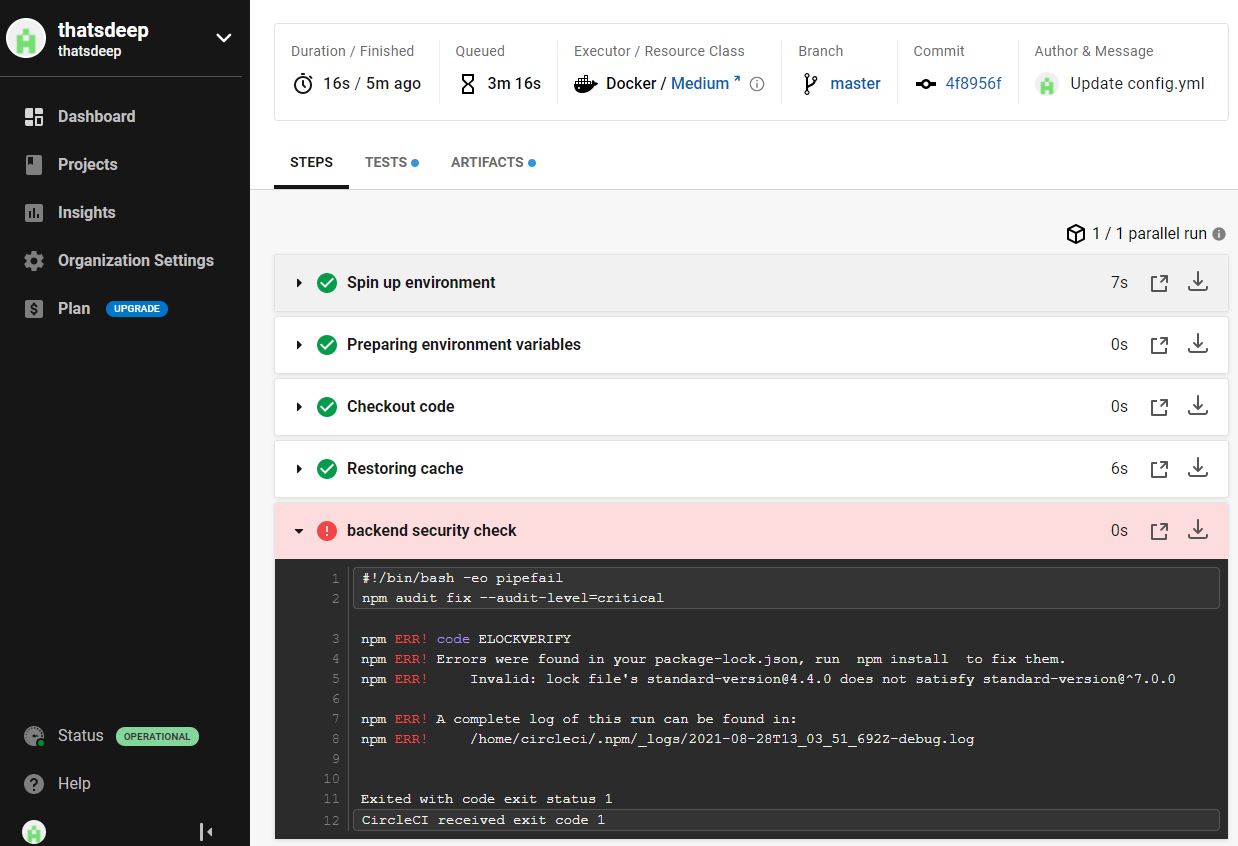 thatsdeep
thatsdeep
Dashboard
Projects
Insights
Organization Settings
$ Plan UPGRADE
Status OPERATIONAL
? Help
Duration / Finished
16s / 5m ago
Queued
3m 16s
Executor / Resource Class
Docker / Medium
Branch
master
Commit
4f8956f
Author & Message
Update config.yml
STEPS TESTS ARTIFACTS
1 / 1 parallel run
Spin up environment 7s
Preparing environment variables 0s
Checkout code 0s
Restoring cache 6s
! backend security check 0s
1 #!/bin/bash -eo pipefail
2 npm audit fix --audit-level=critical
3 npm ERR! code ELOCKVERIFY
4 npm ERR! Errors were found in your package-lock.json, run  npm install  to fix them.
5 npm ERR!     Invalid: lock file's standard-version@4.4.0 does not satisfy standard-version@^7.0.0
6
7 npm ERR! A complete log of this run can be found in:
8 npm ERR!     /home/circleci/.npm/_logs/2021-08-28T13_03_51_692Z-debug.log
9
10
11 Exited with code exit status 1
12 CircleCI received exit code 1